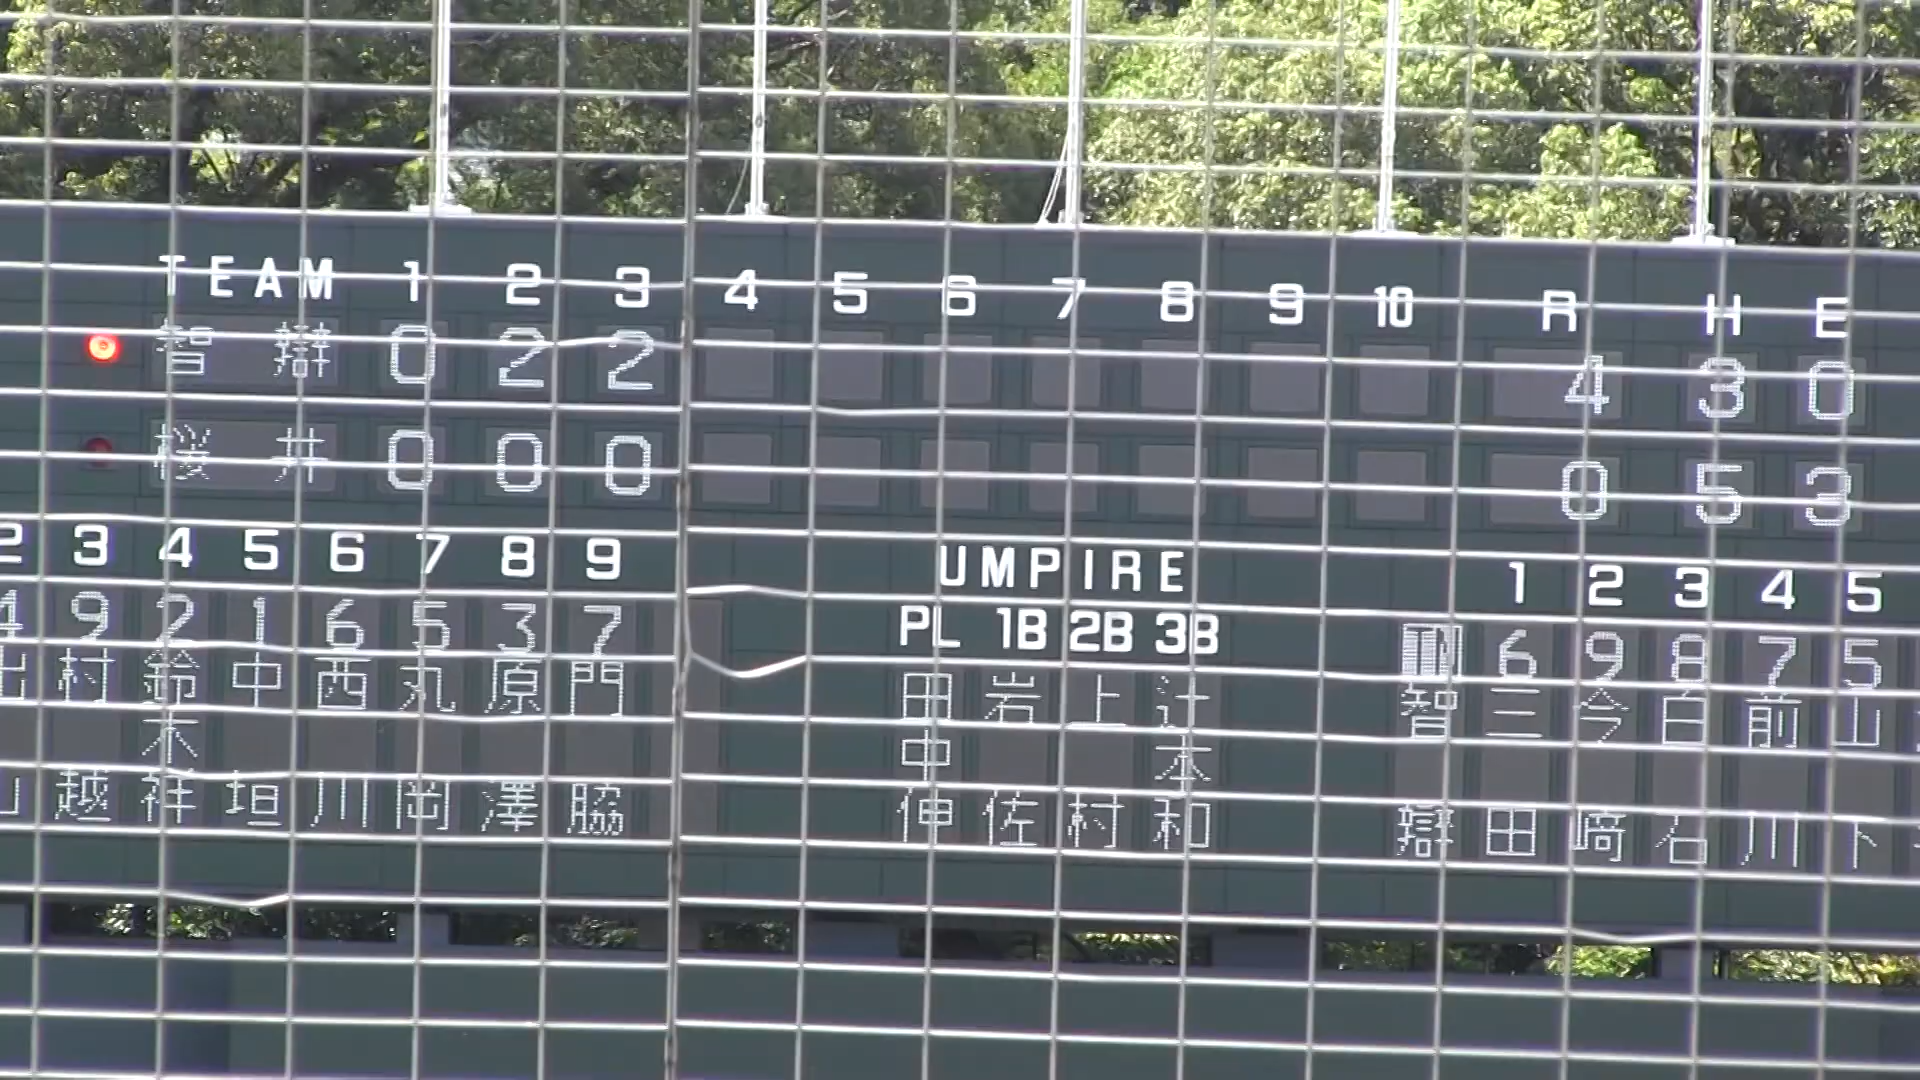 TEAM 1 2 3 4 5 6 7 8 9 10 R H E
智辯 0 2 2 4 3 0
桜井 0 0 0 0 5 3
2 3 4 5 6 7 8 9
4 9 2 1 6 5 3 7
村越 鈴木祥 中垣 西川 丸岡 原澤 門脇
UMPIRE
PL 1B 2B 3B
田中伸 岩佐 上村 辻本和
1 2 3 4 5
6 9 8 7 5
智辯 三田 今﨑 白石 前川 山下